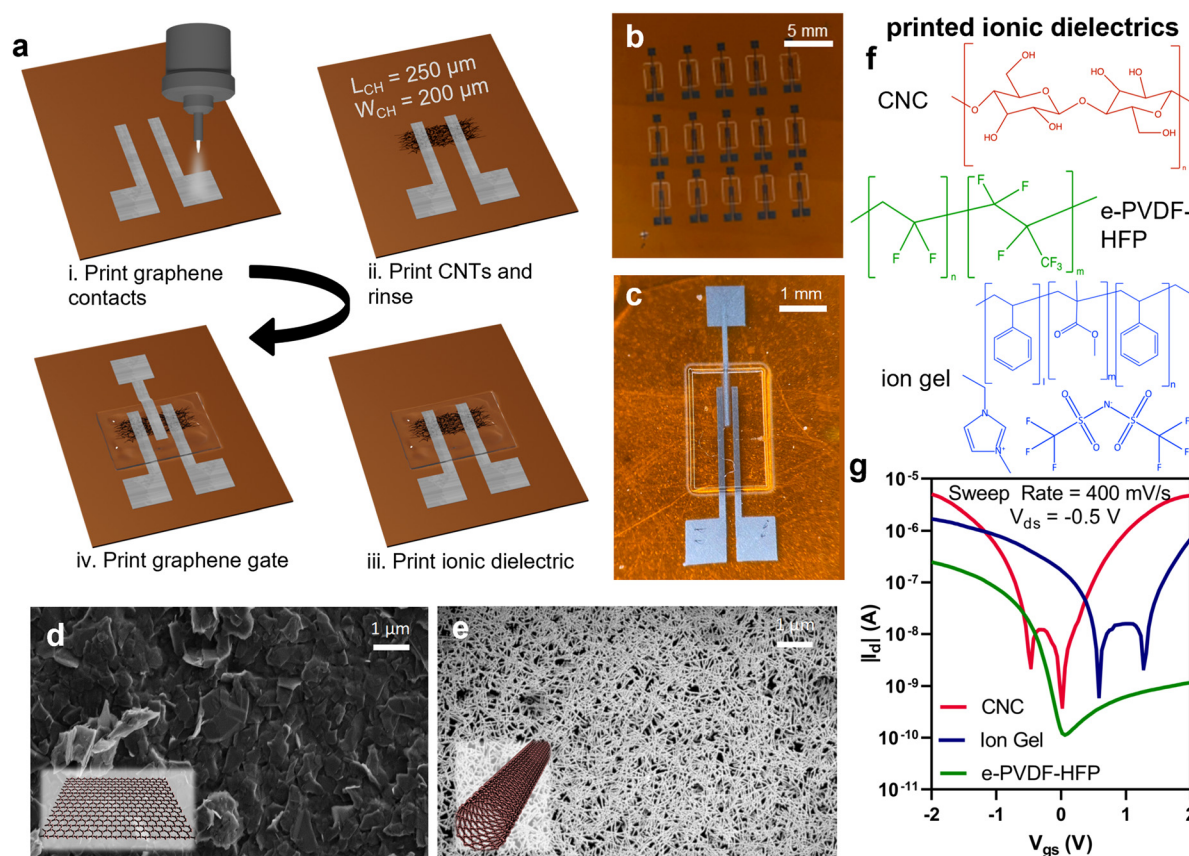 a
L_CH = 250 µm
W_CH = 200 µm
i. Print graphene
contacts
ii. Print CNTs and
rinse
iv. Print graphene gate
iii. Print ionic dielectric
b
5 mm
c
1 mm
d
1 µm
e
1 µm
f
printed ionic dielectrics
CNC
OH
HO
OH
O
O
O
HO
OH
O
HO
OH
n
F
F
F
F
F
F
CF₃
n
m
e-PVDF-
HFP
ion gel
O
O
l
m
n
N
N⁺
O
O
N⁻
O
O
S
S
F
F
F
F
F
F
g
10⁻⁵
10⁻⁶
10⁻⁷
10⁻⁸
10⁻⁹
10⁻¹⁰
10⁻¹¹
|I_d| (A)
Sweep Rate = 400 mV/s
V_ds = -0.5 V
CNC
Ion Gel
e-PVDF-HFP
-2
-1
0
1
2
V_gs (V)